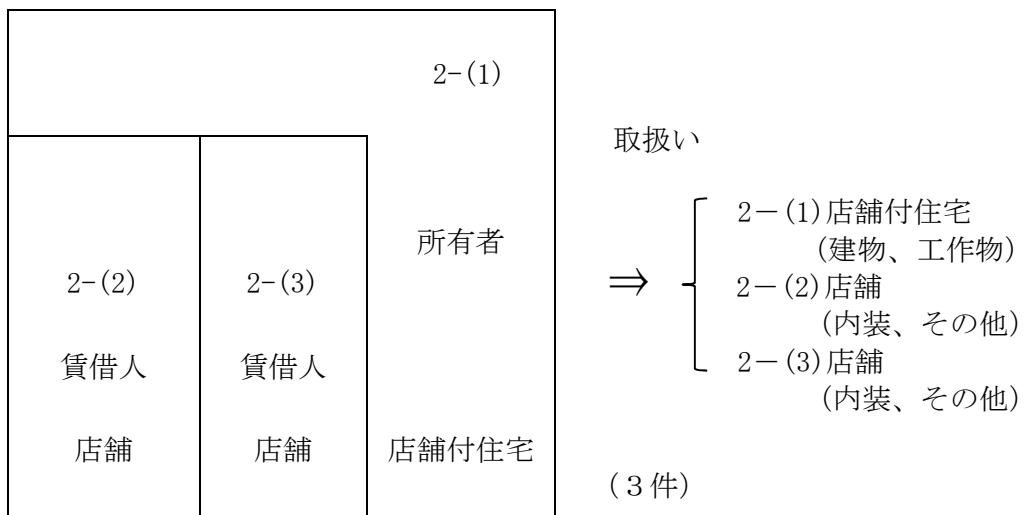 2-(1)
所有者
店舗付住宅
2-(2)
賃借人
店舗
2-(3)
賃借人
店舗
取扱い
⇒
2－(1)店舗付住宅
(建物、工作物)
2－(2)店舗
(内装、その他)
2－(3)店舗
(内装、その他)
(３件)